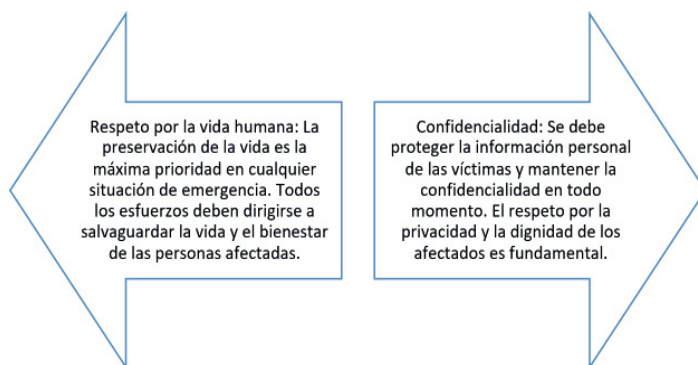 Respeto por la vida humana: La
preservación de la vida es la
máxima prioridad en cualquier
situación de emergencia. Todos
los esfuerzos deben dirigirse a
salvaguardar la vida y el bienestar
de las personas afectadas.
Confidencialidad: Se debe
proteger la información personal
de las víctimas y mantener la
confidencialidad en todo
momento. El respeto por la
privacidad y la dignidad de los
afectados es fundamental.